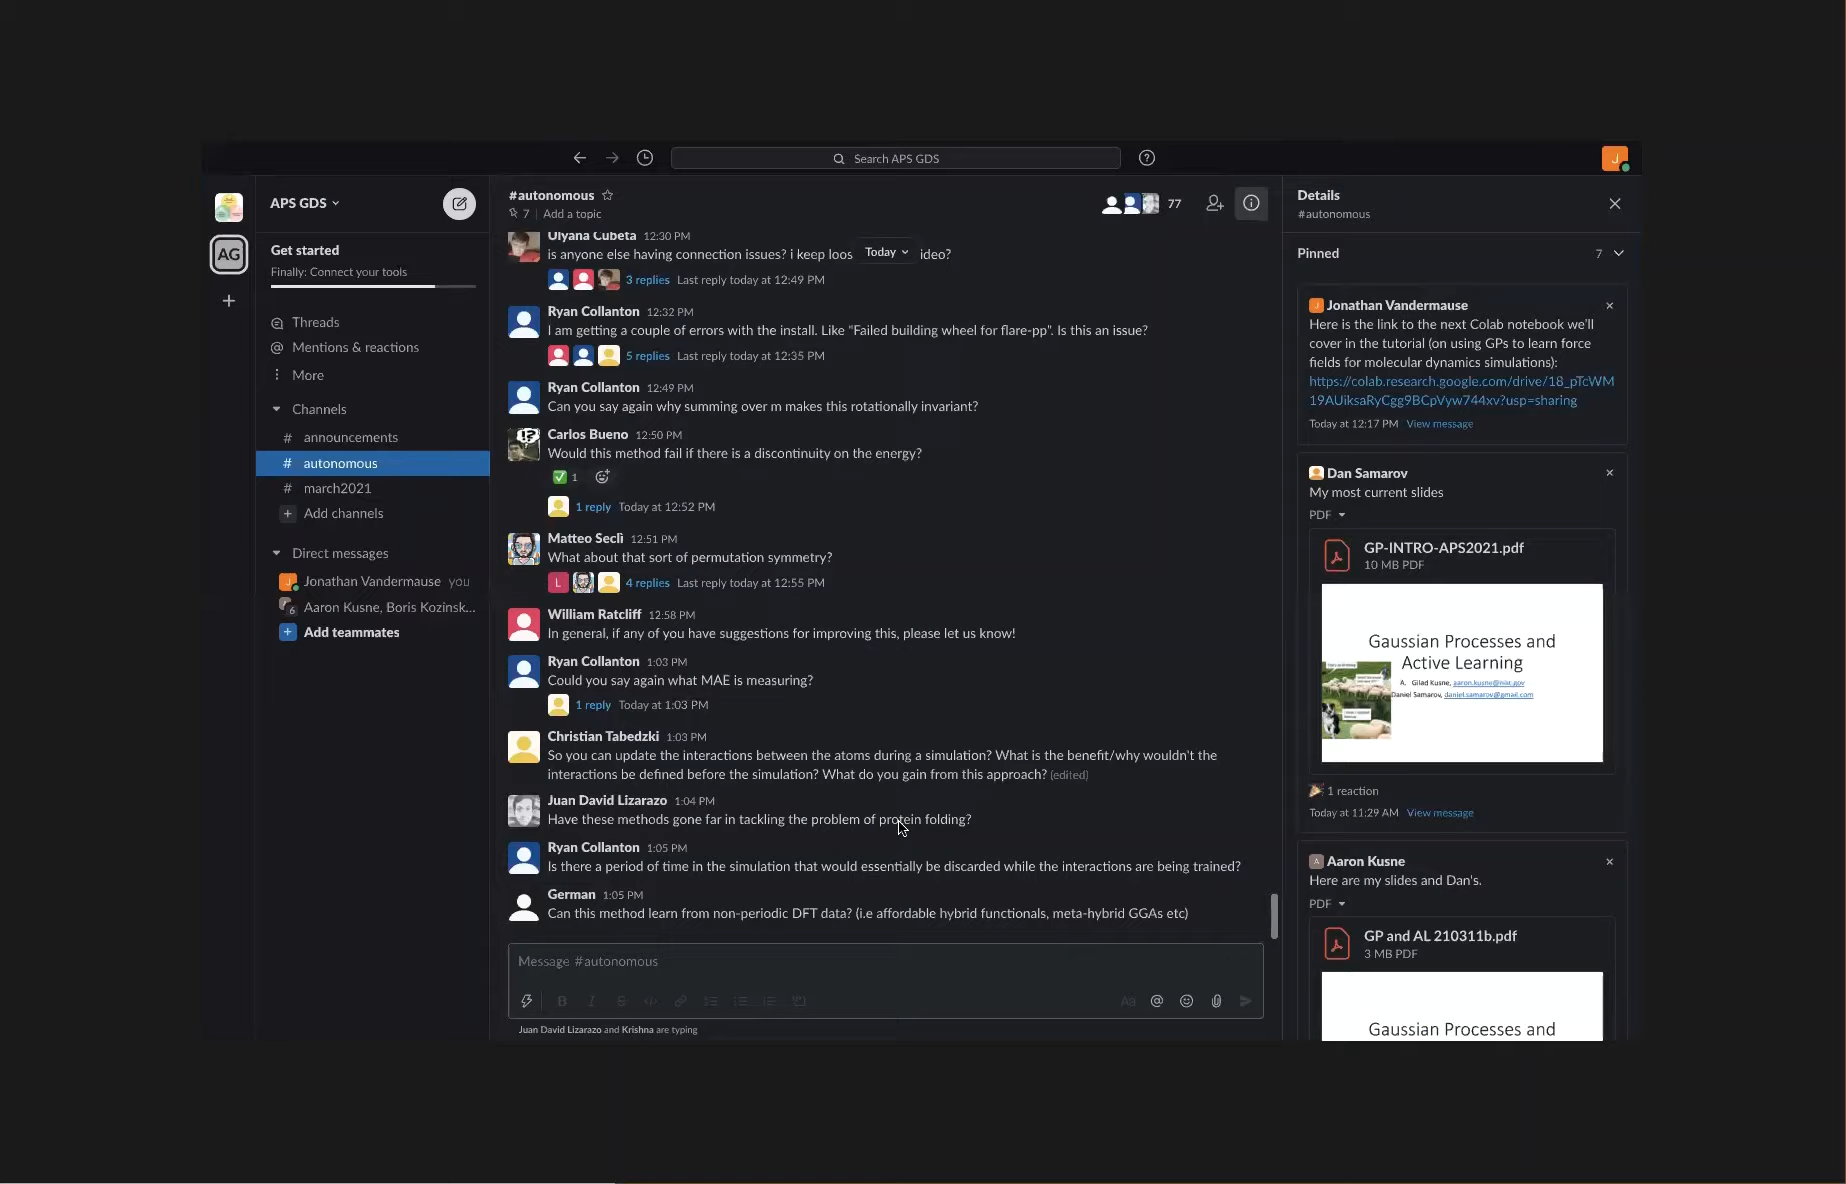 Search APS GDS
J
AG
APS GDS
Get started
Finally: Connect your tools
Threads
Mentions & reactions
More
Channels
# announcements
# autonomous
# march2021
+ Add channels
Direct messages
Jonathan Vandermause you
6 Aaron Kusne, Boris Kozinsk...
+ Add teammates
#autonomous
7 | Add a topic
77
Today
Ulyana Cubeta 12:30 PM
is anyone else having connection issues? i keep loos ideo?
3 replies Last reply today at 12:49 PM
Ryan Collanton 12:32 PM
I am getting a couple of errors with the install. Like “Failed building wheel for flare-pp”. Is this an issue?
5 replies Last reply today at 12:35 PM
Ryan Collanton 12:49 PM
Can you say again why summing over m makes this rotationally invariant?
Carlos Bueno 12:50 PM
Would this method fail if there is a discontinuity on the energy?
1
1 reply Today at 12:52 PM
Matteo Seclì 12:51 PM
What about that sort of permutation symmetry?
L 4 replies Last reply today at 12:55 PM
William Ratcliff 12:58 PM
In general, if any of you have suggestions for improving this, please let us know!
Ryan Collanton 1:03 PM
Could you say again what MAE is measuring?
1 reply Today at 1:03 PM
Christian Tabedzki 1:03 PM
So you can update the interactions between the atoms during a simulation? What is the benefit/why wouldn't the
interactions be defined before the simulation? What do you gain from this approach? (edited)
Juan David Lizarazo 1:04 PM
Have these methods gone far in tackling the problem of protein folding?
Ryan Collanton 1:05 PM
Is there a period of time in the simulation that would essentially be discarded while the interactions are being trained?
German 1:05 PM
Can this method learn from non-periodic DFT data? (i.e affordable hybrid functionals, meta-hybrid GGAs etc)
Message #autonomous
B I S </> Aa @
Juan David Lizarazo and Krishna are typing
Details
#autonomous
Pinned 7
Jonathan Vandermause
Here is the link to the next Colab notebook we’ll
cover in the tutorial (on using GPs to learn force
fields for molecular dynamics simulations):
https://colab.research.google.com/drive/18_pTcWM
19AUiksaRyCgg9BCpVyw744xv?usp=sharing
Today at 12:17 PM View message
Dan Samarov
My most current slides
PDF
GP-INTRO-APS2021.pdf
10 MB PDF
Gaussian Processes and
Active Learning
A. Gilad Kusne, aaron.kusne@nist.gov
Daniel Samarov, daniel.samarov@gmail.com
1 reaction
Today at 11:29 AM View message
A Aaron Kusne
Here are my slides and Dan's.
PDF
GP and AL 210311b.pdf
3 MB PDF
Gaussian Processes and